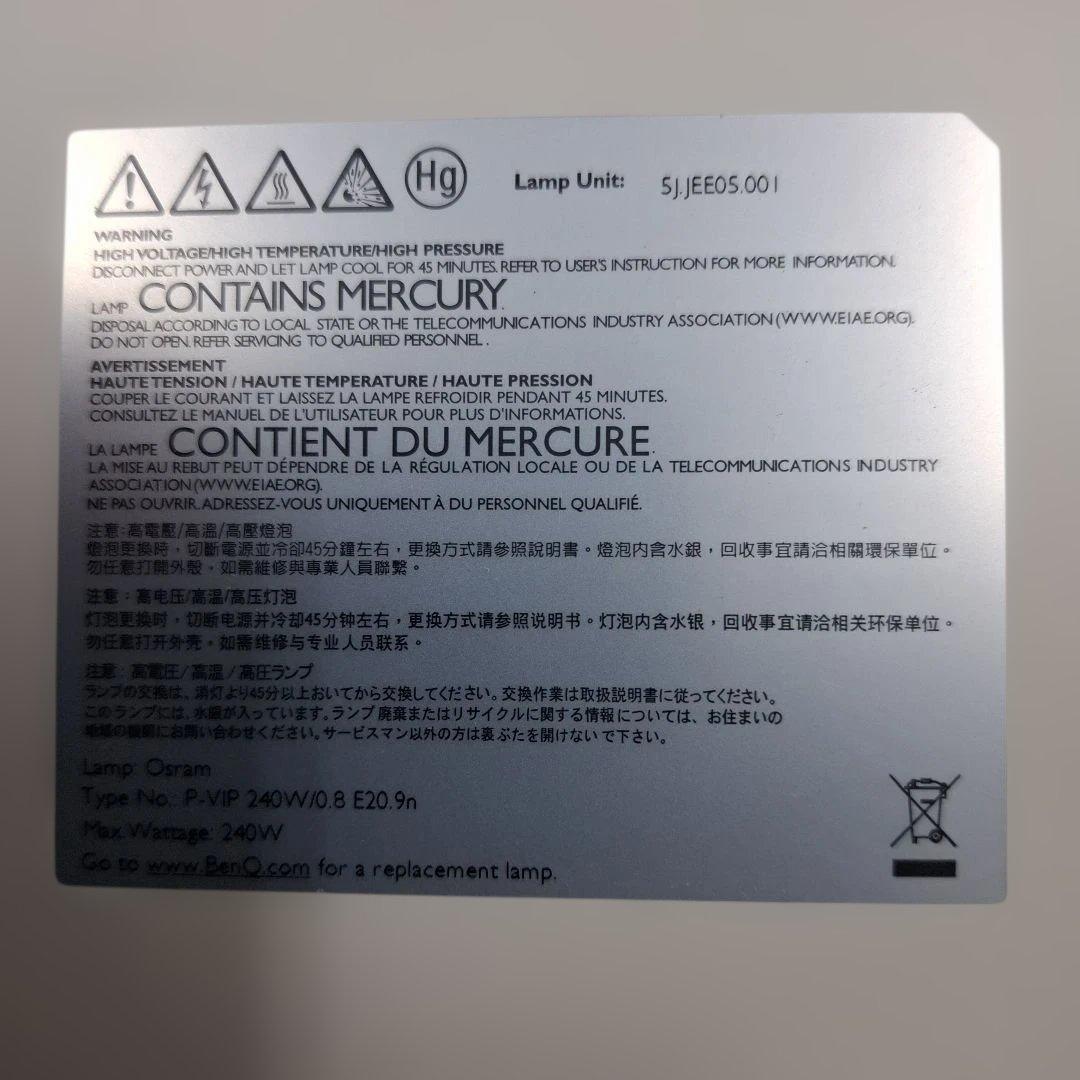 Hg
Lamp Unit: 5J.JEE05.001
WARNING
HIGH VOLTAGE/HIGH TEMPERATURE/HIGH PRESSURE
DISCONNECT POWER AND LET LAMP COOL FOR 45 MINUTES. REFER TO USER'S INSTRUCTION FOR MORE INFORMATION.
LAMP CONTAINS MERCURY.
DISPOSAL ACCORDING TO LOCAL STATE OR THE TELECOMMUNICATIONS INDUSTRY ASSOCIATION (WWW.EIAE.ORG).
DO NOT OPEN. REFER SERVICING TO QUALIFIED PERSONNEL.
AVERTISSEMENT
HAUTE TENSION / HAUTE TEMPERATURE / HAUTE PRESSION
COUPER LE COURANT ET LAISSEZ LA LAMPE REFROIDIR PENDANT 45 MINUTES.
CONSULTEZ LE MANUEL DE L'UTILISATEUR POUR PLUS D'INFORMATIONS.
LA LAMPE CONTIENT DU MERCURE.
LA MISE AU REBUT PEUT DÉPENDRE DE LA RÉGULATION LOCALE OU DE LA TELECOMMUNICATIONS INDUSTRY
ASSOCIATION (WWW.EIAE.ORG).
NE PAS OUVRIR. ADRESSEZ-VOUS UNIQUEMENT À DU PERSONNEL QUALIFIÉ.
注意:高電壓/高溫/高壓燈泡
燈泡更換時，切斷電源並冷卻45分鐘左右，更換方式請參照說明書。燈泡內含水銀，回收事宜請洽相關環保單位。
勿任意打開外殼，如需維修與專業人員聯繫。
注意：高电压/高温/高压灯泡
灯泡更换时，切断电源并冷却45分钟左右，更换方式请参照说明书。灯泡内含水银，回收事宜请洽相关环保单位。
勿任意打开外壳，如需维修与专业人员联系。
注意：高電圧/高温/高圧ランプ
ランプの交換は、消灯より45分以上おいてから交換してください。交換作業は取扱説明書に従ってください。
このランプには、水銀が入っています。ランプ廃棄またはリサイクルに関する情報については、お住まいの
地域の機関にお問い合わせください。サービスマン以外の方は裏ぶたを開けないで下さい。
Lamp: Osram
Type No.: P-VIP 240W/0.8 E20.9n
Max. Wattage: 240W
Go to www.BenQ.com for a replacement lamp.